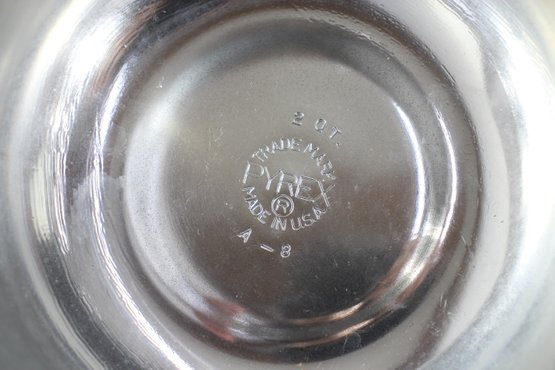 2 QT.
TRADE MARK
PYREX
®
MADE IN U.S.A.
A-8